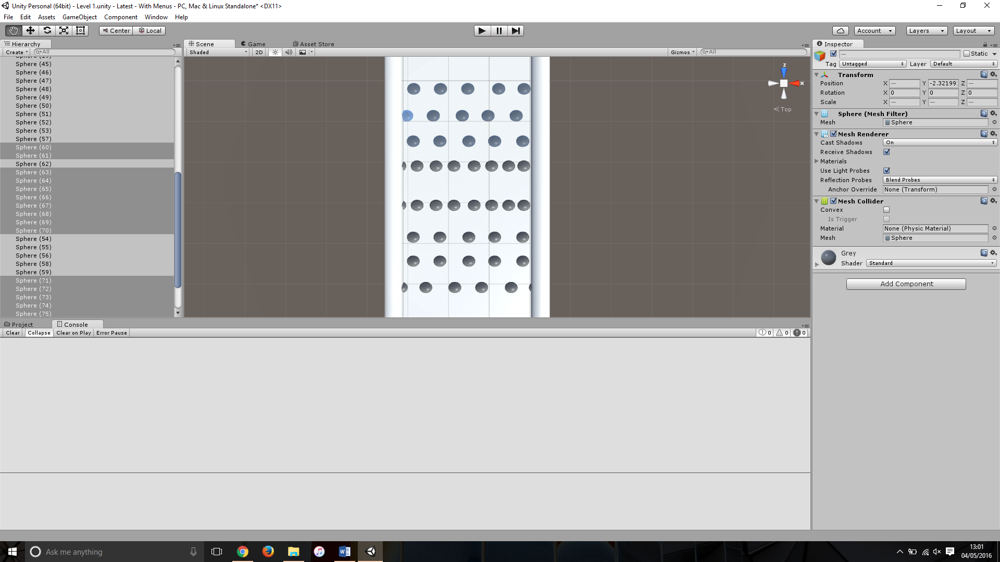 Unity Personal (64bit) - Level 1.unity - Latest - With Menus - PC, Mac & Linux Standalone* <DX11>
File Edit Assets GameObject Component Window Help
Center Local
Account Layers Layout
Hierarchy
Create All
Sphere (45)
Sphere (46)
Sphere (47)
Sphere (48)
Sphere (49)
Sphere (50)
Sphere (51)
Sphere (52)
Sphere (53)
Sphere (57)
Sphere (60)
Sphere (61)
Sphere (62)
Sphere (63)
Sphere (64)
Sphere (65)
Sphere (66)
Sphere (67)
Sphere (68)
Sphere (69)
Sphere (70)
Sphere (54)
Sphere (55)
Sphere (56)
Sphere (58)
Sphere (59)
Sphere (71)
Sphere (72)
Sphere (73)
Sphere (74)
Sphere (75)
Scene Game Asset Store
Shaded 2D Gizmos All
z
x
Top
Inspector
— Static
Tag Untagged Layer Default
Transform
Position X — Y -2.32199 Z —
Rotation X 0 Y 0 Z 0
Scale X — Y — Z —
Sphere (Mesh Filter)
Mesh Sphere
Mesh Renderer
Cast Shadows On
Receive Shadows
Materials
Use Light Probes
Reflection Probes Blend Probes
Anchor Override None (Transform)
Mesh Collider
Convex
Is Trigger
Material None (Physic Material)
Mesh Sphere
Grey
Shader Standard
Add Component
Project Console
Clear Collapse Clear on Play Error Pause 0 0 0
Ask me anything
13:01
04/05/2016